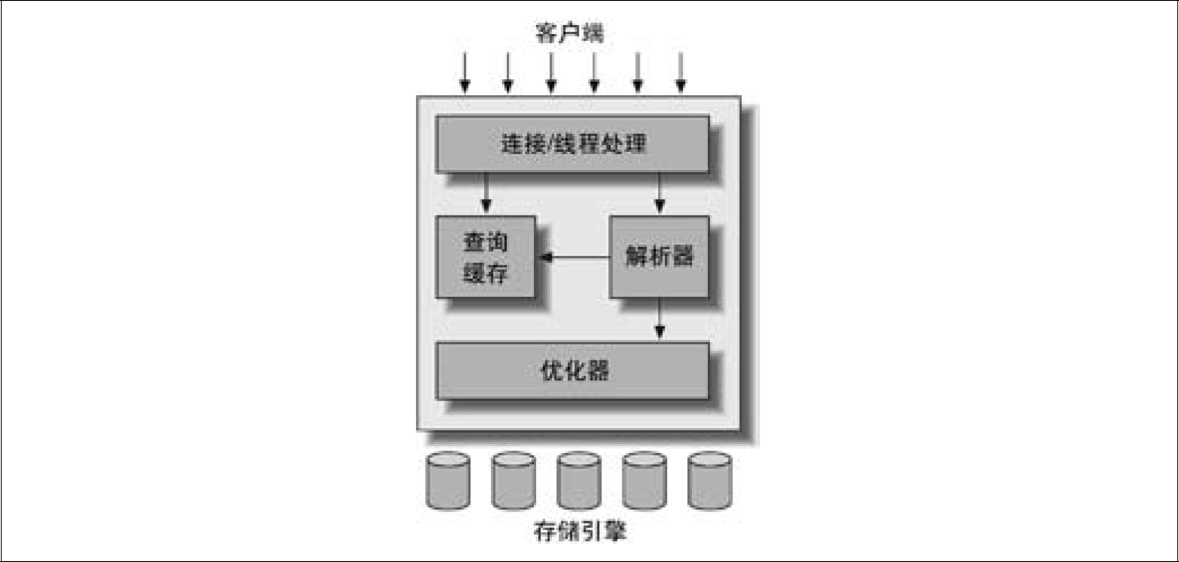 客户端
连接/线程处理
查询
缓存
解析器
优化器
存储引擎